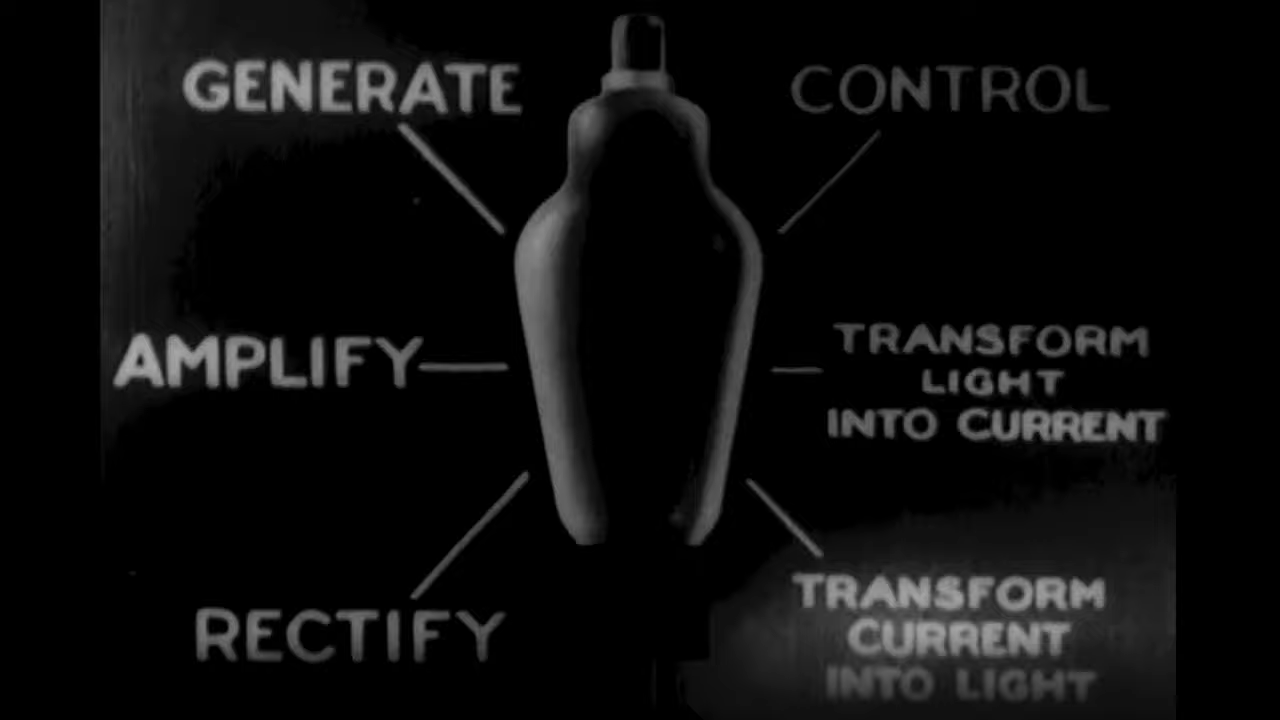 GENERATE
CONTROL
AMPLIFY
TRANSFORM
LIGHT
INTO CURRENT
RECTIFY
TRANSFORM
CURRENT
INTO LIGHT